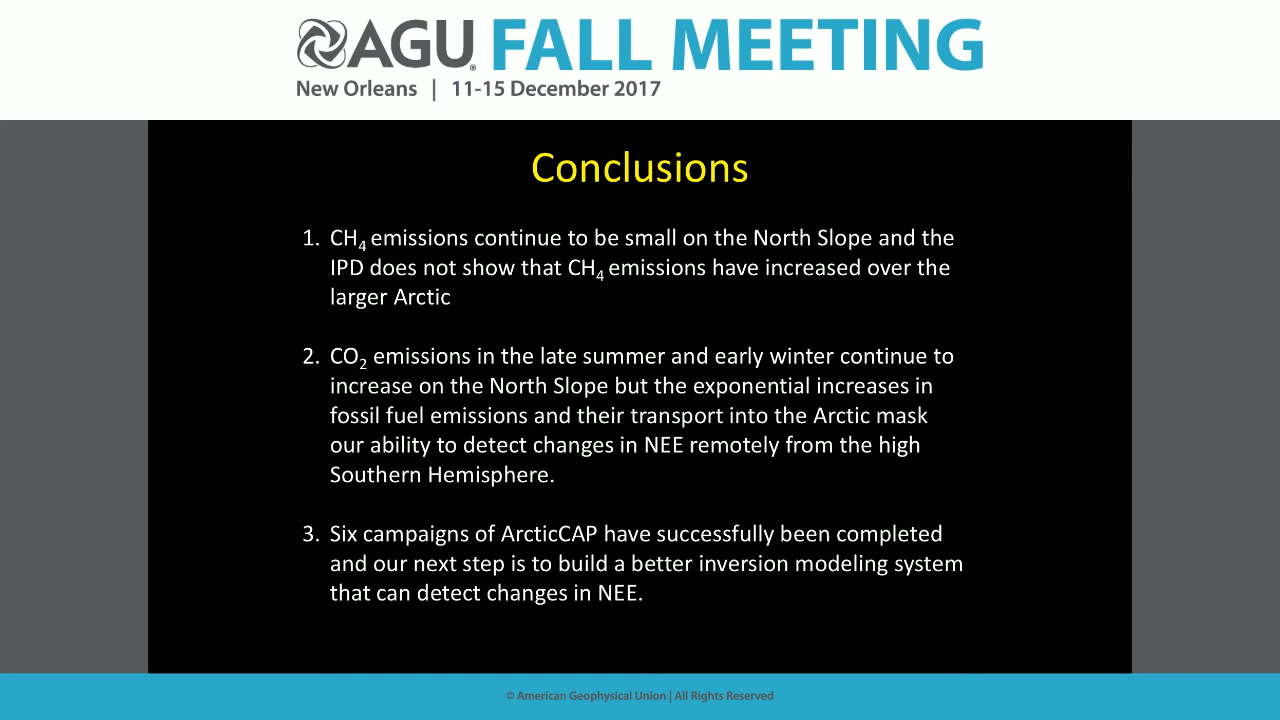 AGU FALL MEETING
New Orleans | 11-15 December 2017
Conclusions
1. CH₄ emissions continue to be small on the North Slope and the
IPD does not show that CH₄ emissions have increased over the
larger Arctic
2. CO₂ emissions in the late summer and early winter continue to
increase on the North Slope but the exponential increases in
fossil fuel emissions and their transport into the Arctic mask
our ability to detect changes in NEE remotely from the high
Southern Hemisphere.
3. Six campaigns of ArcticCAP have successfully been completed
and our next step is to build a better inversion modeling system
that can detect changes in NEE.
© American Geophysical Union | All Rights Reserved